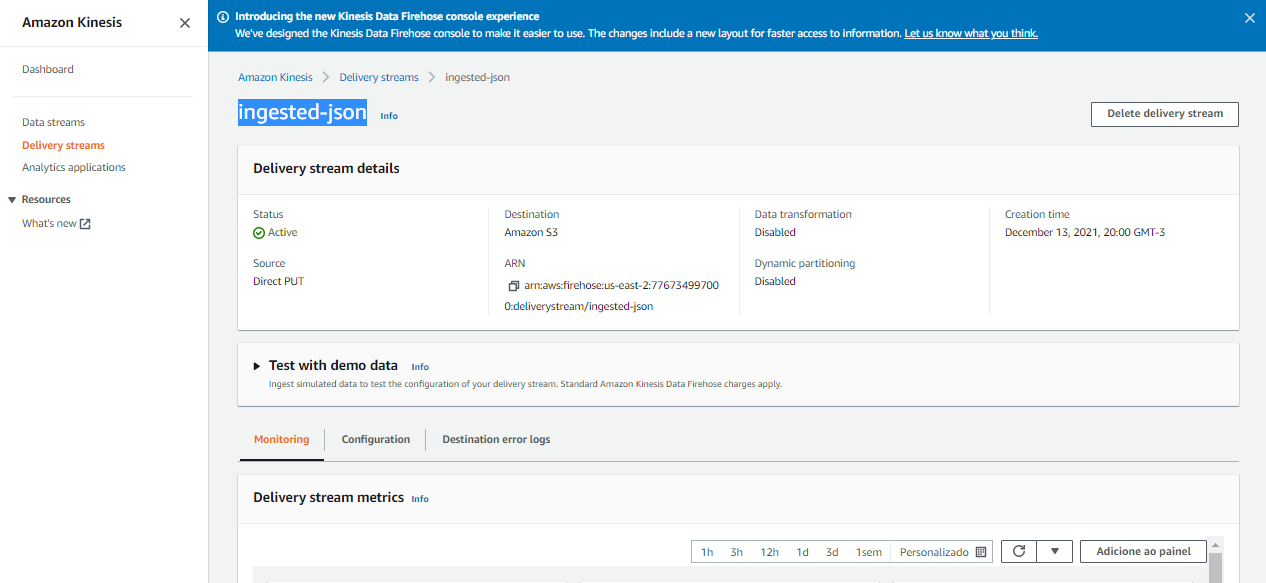 Amazon Kinesis
Introducing the new Kinesis Data Firehose console experience
We've designed the Kinesis Data Firehose console to make it easier to use. The changes include a new layout for faster access to information. Let us know what you think.
Dashboard
Data streams
Delivery streams
Analytics applications
Resources
What's new
Amazon Kinesis
Delivery streams
ingested-json
ingested-json
Info
Delete delivery stream
Delivery stream details
Status
Active
Source
Direct PUT
Destination
Amazon S3
ARN
arn:aws:firehose:us-east-2:77673499700
0:deliverystream/ingested-json
Data transformation
Disabled
Dynamic partitioning
Disabled
Creation time
December 13, 2021, 20:00 GMT-3
Test with demo data
Info
Ingest simulated data to test the configuration of your delivery stream. Standard Amazon Kinesis Data Firehose charges apply.
Monitoring
Configuration
Destination error logs
Delivery stream metrics
Info
1h
3h
12h
1d
3d
1sem
Personalizado
Adicione ao painel